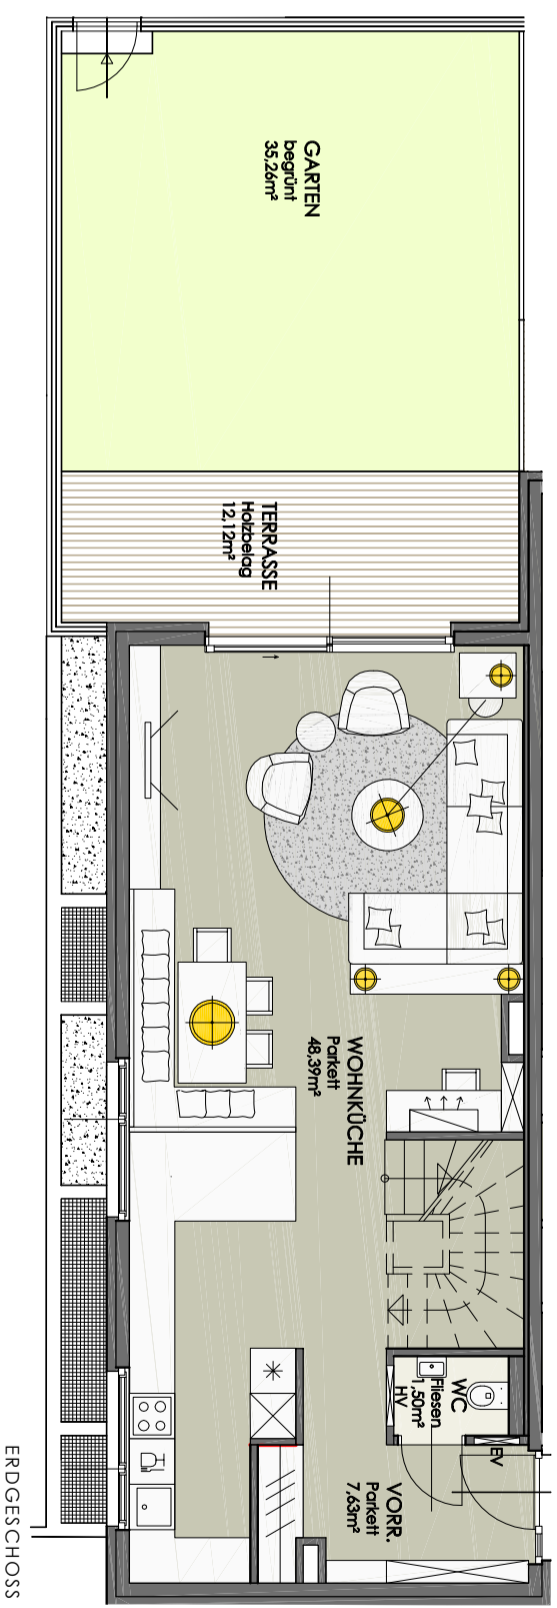 GARTEN
begrünt
35,26m²
TERRASSE
Holzbelag
12,12m²
WOHNKÜCHE
Parkett
48,39m²
WC
Fliesen
1,50m²
HV
EV
VORR.
Parkett
7,63m²
ERDGESCHOSS